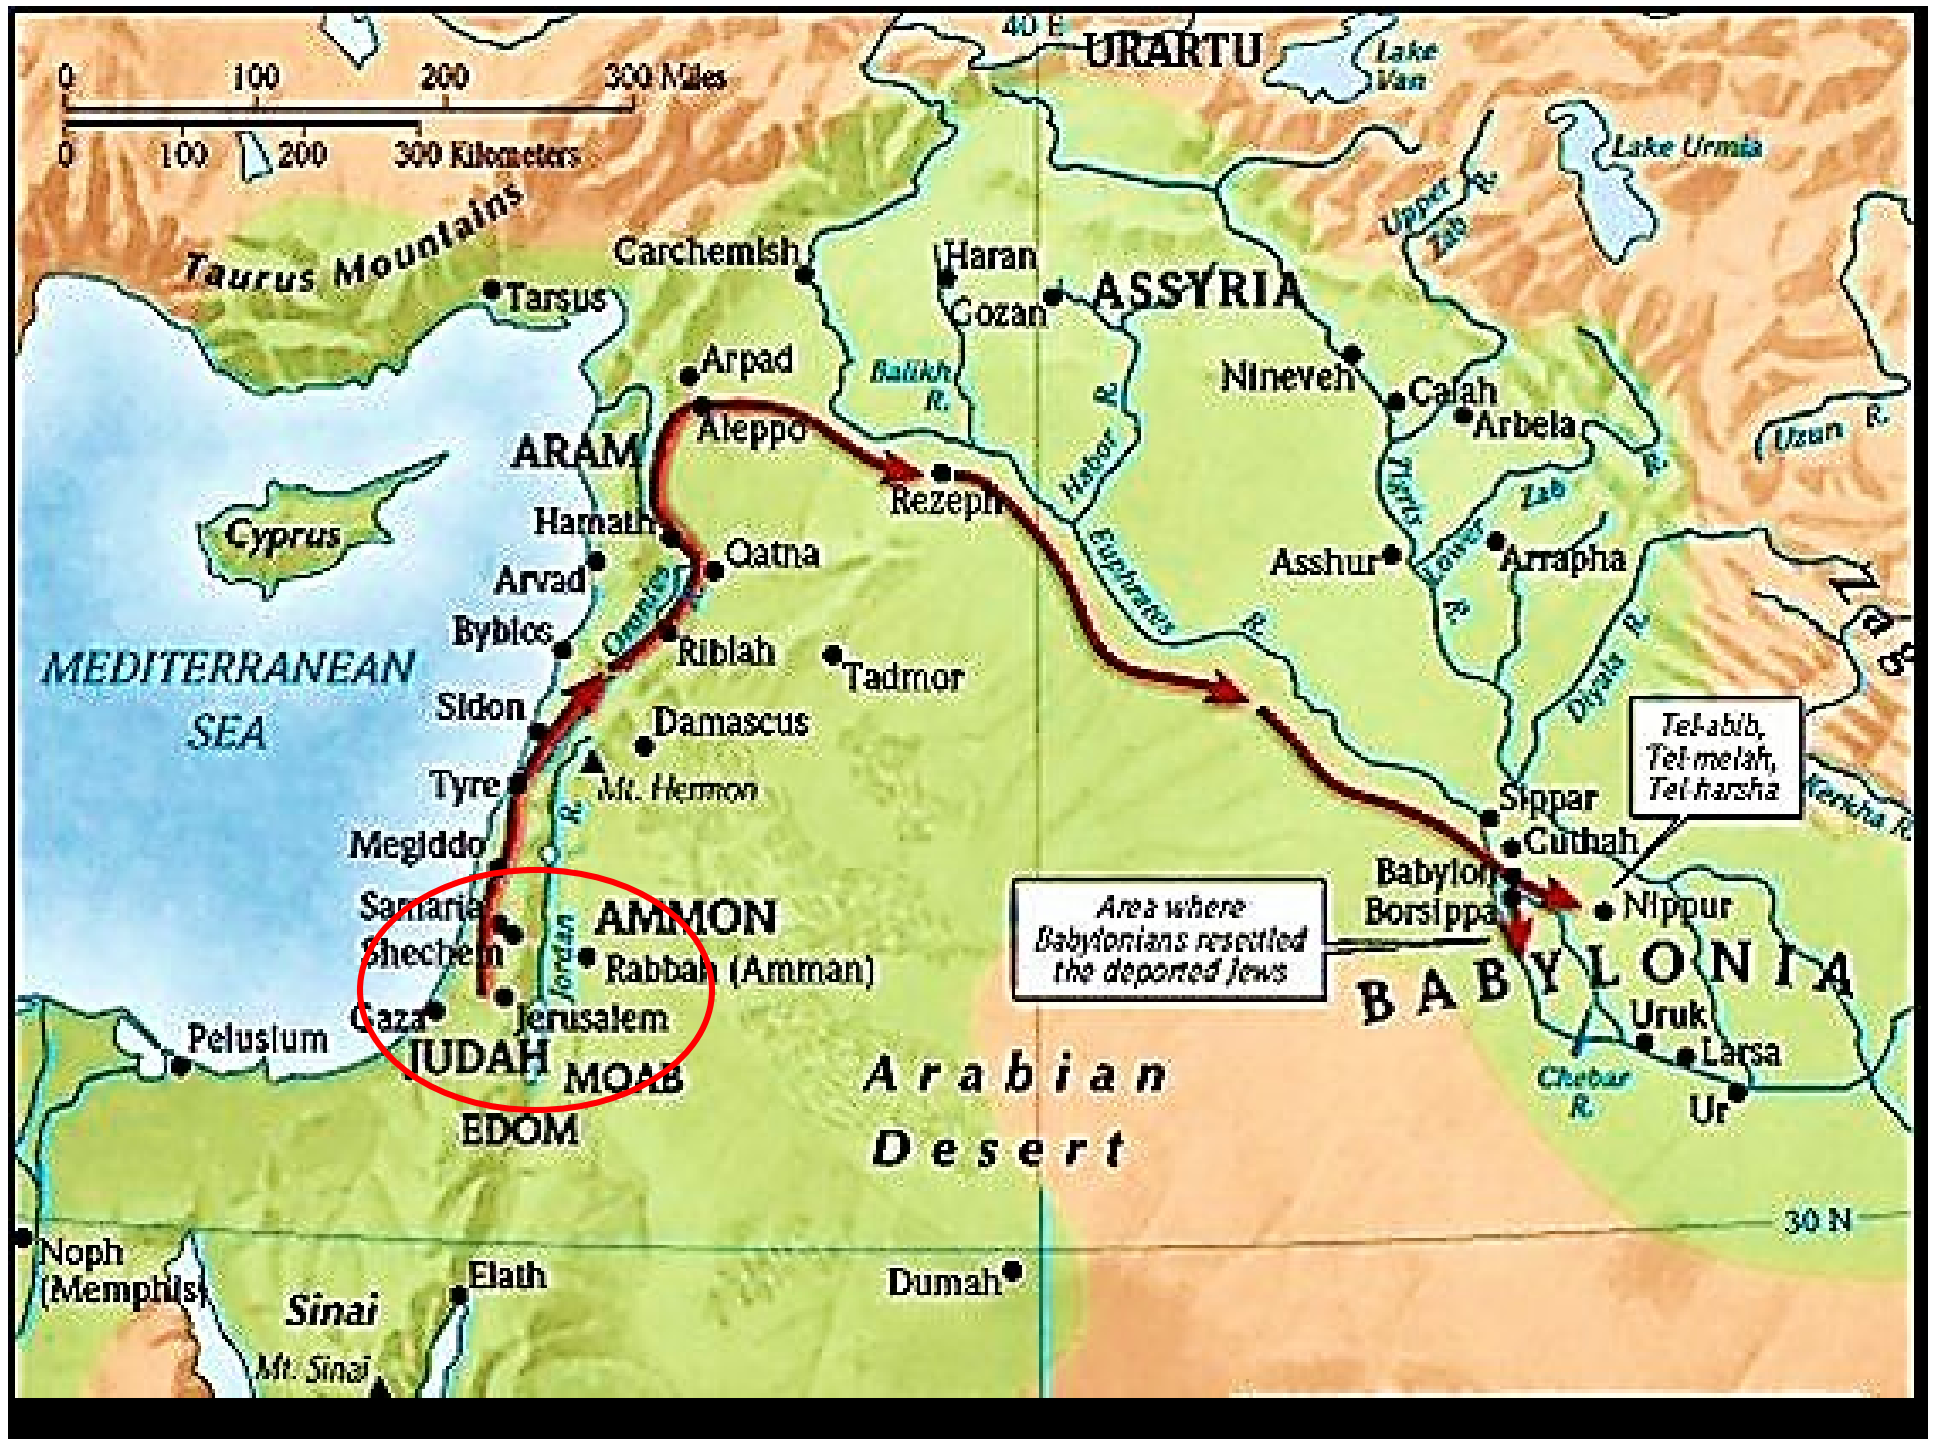 40 E
URARTU
Lake
Van
0 100 200 300 Miles
0 100 200 300 Kilometers
Lake Urmia
Upper
Zab
R.
Taurus Mountains
Carchemish
Haran
Gozan
ASSYRIA
Tarsus
Arpad
Balikh
R.
Nineveh
Calah
Arbela
Uzun R.
Aleppo
ARAM
Habor
R.
Tigris
R.
Rezeph
Zab
Lower
R.
Hamath
Cyprus
Qatna
Arvad
Asshur
Arrapha
Euphrates
R.
Orontes
R.
Byblos
Riblah
Tadmor
Zag
MEDITERRANEAN
SEA
Sidon
Damascus
Diyala
R.
Tel-abib,
Tel-melah,
Tel-harsha
Tyre
Mt. Hermon
Kerkha R.
R.
Jordan
Megiddo
Sippar
Cuthah
Babylon
Borsippa
Nippur
Samaria
Shechem
AMMON
Rabbah (Amman)
Area where
Babylonians resettled
the deported Jews
BABYLONIA
Gaza
Jerusalem
JUDAH
MOAB
EDOM
Pelusium
Uruk
Larsa
Ur
Chebar
R.
Arabian
Desert
30 N
Noph
(Memphis)
Elath
Dumah
Sinai
Mt. Sinai